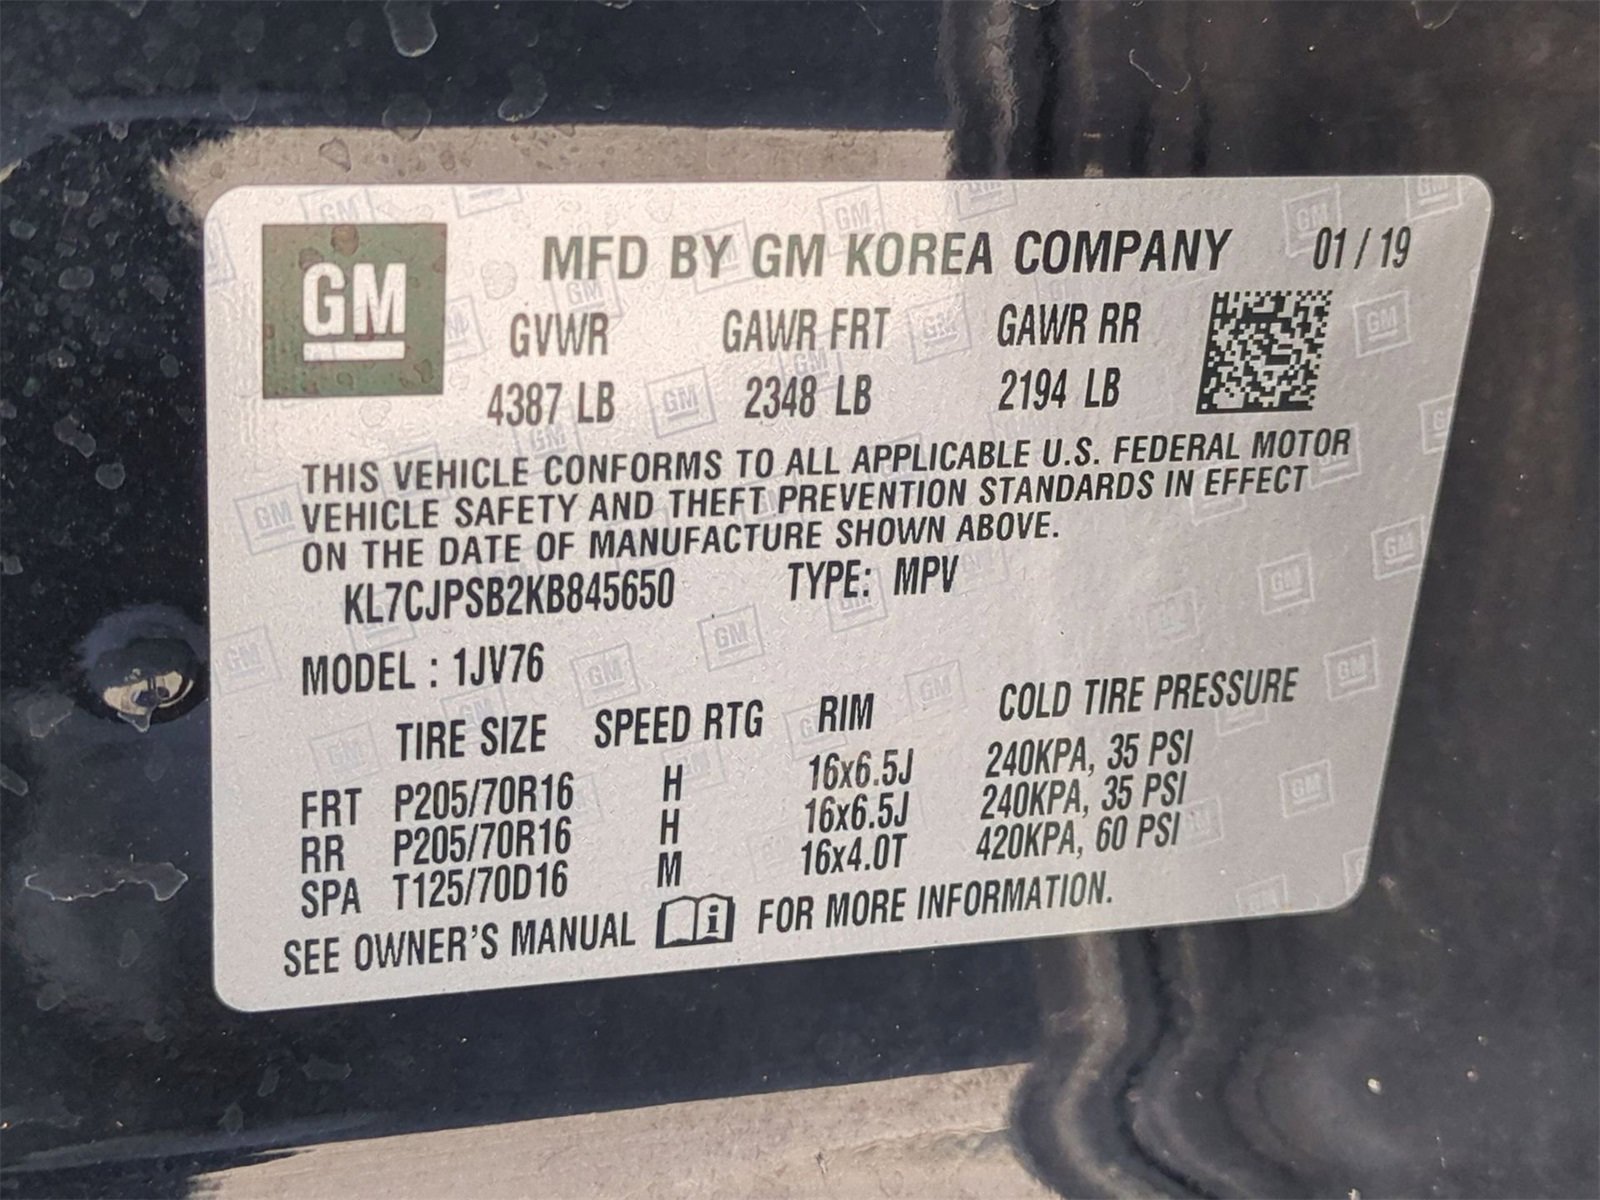 GM
MFD BY GM KOREA COMPANY 01 / 19
GVWR GAWR FRT GAWR RR
4387 LB 2348 LB 2194 LB
THIS VEHICLE CONFORMS TO ALL APPLICABLE U.S. FEDERAL MOTOR
VEHICLE SAFETY AND THEFT PREVENTION STANDARDS IN EFFECT
ON THE DATE OF MANUFACTURE SHOWN ABOVE.
KL7CJPSB2KB845650 TYPE: MPV
MODEL : 1JV76
TIRE SIZE SPEED RTG RIM COLD TIRE PRESSURE
FRT P205/70R16 H 16x6.5J 240KPA, 35 PSI
RR P205/70R16 H 16x6.5J 240KPA, 35 PSI
SPA T125/70D16 M 16x4.0T 420KPA, 60 PSI
SEE OWNER'S MANUAL i FOR MORE INFORMATION.